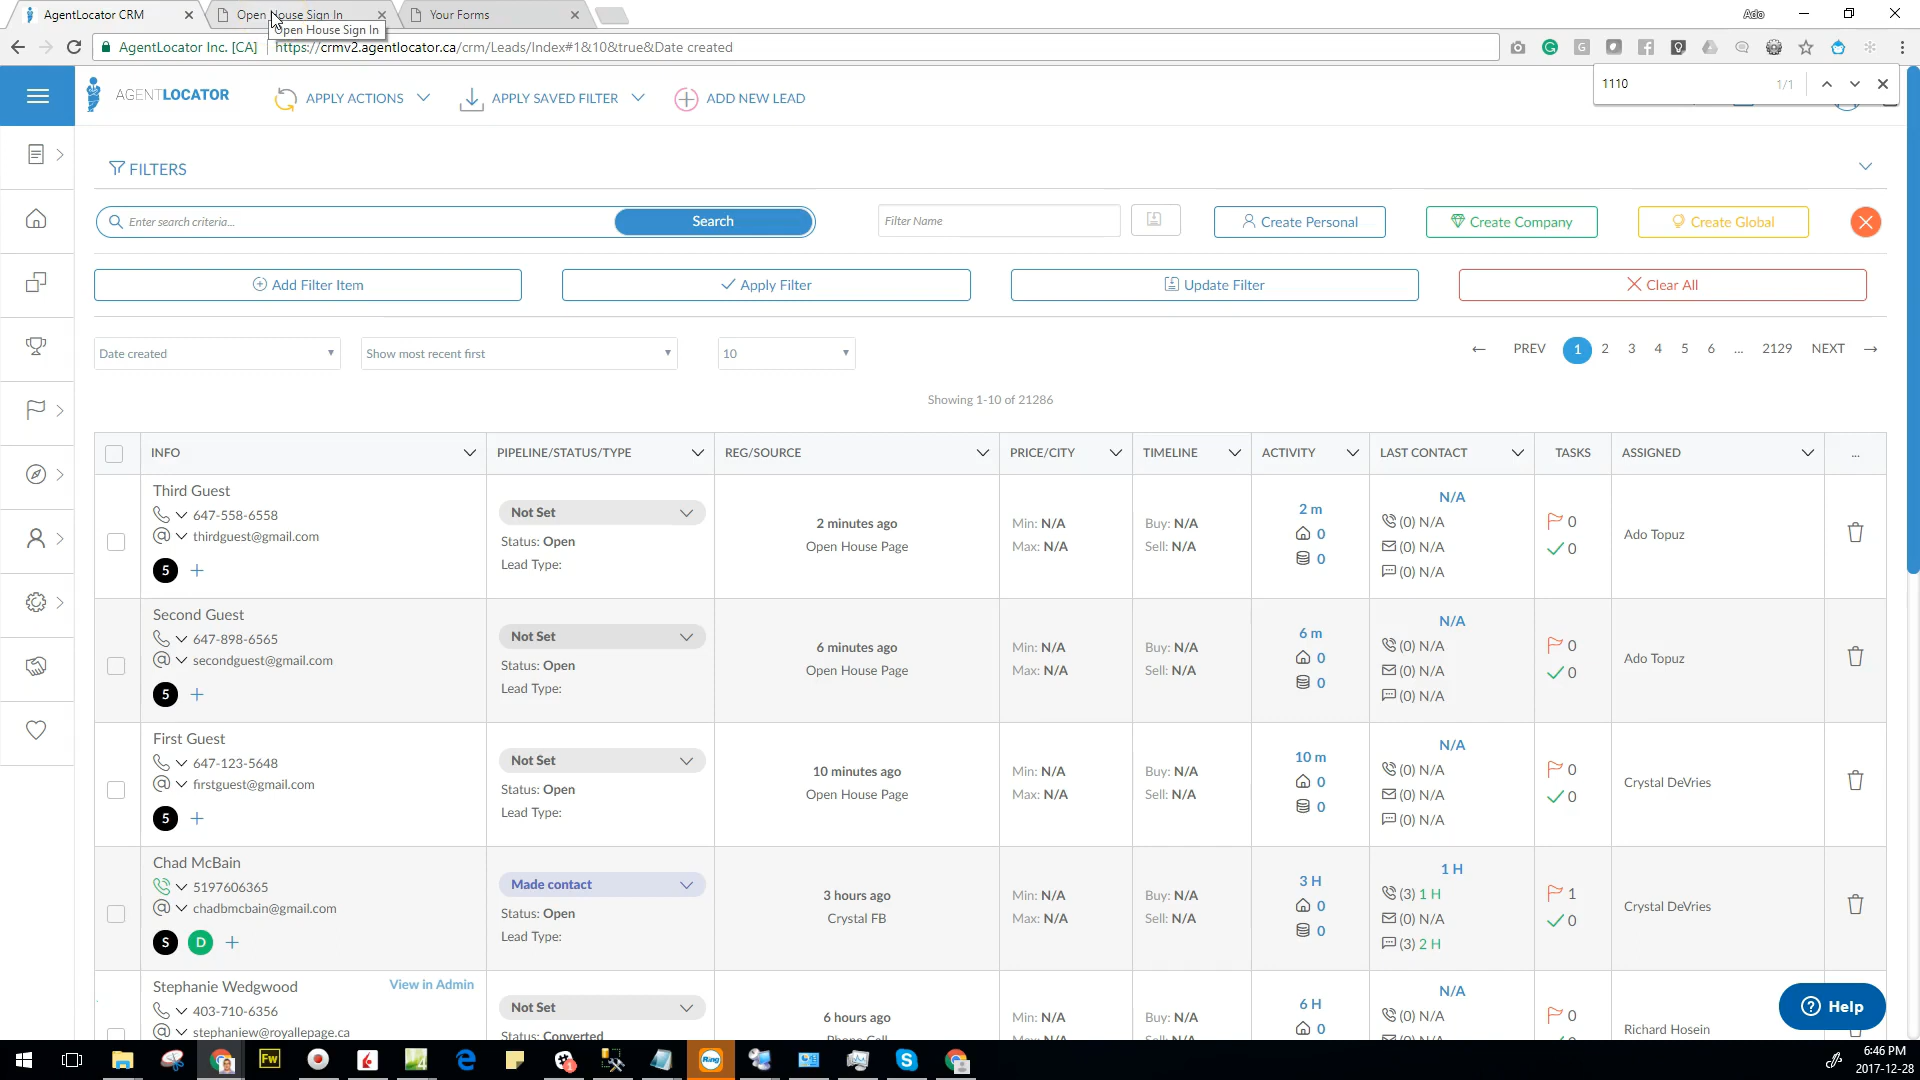 AgentLocator CRM
Open House Sign In
Your Forms
Ado
Open House Sign In
AgentLocator Inc. [CA]
https://crmv2.agentlocator.ca/crm/Leads/Index#1&10&true&Date created
1110
1/1
AGENTLOCATOR
APPLY ACTIONS
APPLY SAVED FILTER
ADD NEW LEAD
FILTERS
Enter search criteria...
Search
Filter Name
Create Personal
Create Company
Create Global
Add Filter Item
Apply Filter
Update Filter
Clear All
Date created
Show most recent first
10
← PREV 1 2 3 4 5 6 ... 2129 NEXT →
Showing 1-10 of 21286
INFO
PIPELINE/STATUS/TYPE
REG/SOURCE
PRICE/CITY
TIMELINE
ACTIVITY
LAST CONTACT
TASKS
ASSIGNED
...
Third Guest
647-558-6558
thirdguest@gmail.com
5 +
Not Set
Status: Open
Lead Type:
2 minutes ago
Open House Page
Min: N/A
Max: N/A
Buy: N/A
Sell: N/A
2 m
0
0
N/A
(0) N/A
(0) N/A
(0) N/A
0
0
Ado Topuz
Second Guest
647-898-6565
secondguest@gmail.com
5 +
Not Set
Status: Open
Lead Type:
6 minutes ago
Open House Page
Min: N/A
Max: N/A
Buy: N/A
Sell: N/A
6 m
0
0
N/A
(0) N/A
(0) N/A
(0) N/A
0
0
Ado Topuz
First Guest
647-123-5648
firstguest@gmail.com
5 +
Not Set
Status: Open
Lead Type:
10 minutes ago
Open House Page
Min: N/A
Max: N/A
Buy: N/A
Sell: N/A
10 m
0
0
N/A
(0) N/A
(0) N/A
(0) N/A
0
0
Crystal DeVries
Chad McBain
5197606365
chadbmcbain@gmail.com
S D +
Made contact
Status: Open
Lead Type:
3 hours ago
Crystal FB
Min: N/A
Max: N/A
Buy: N/A
Sell: N/A
3 H
0
0
1 H
(3) 1 H
(0) N/A
(3) 2 H
1
0
Crystal DeVries
Stephanie Wedgwood
View in Admin
403-710-6356
stephaniew@royallepage.ca
Not Set
Status: Converted
6 hours ago
Phone Call
Min: N/A
Max: N/A
Buy: N/A
Sell: N/A
6 H
0
N/A
(0) N/A
(0) N/A
0
Richard Hosein
Help
Fw
Ring
6:46 PM
2017-12-28